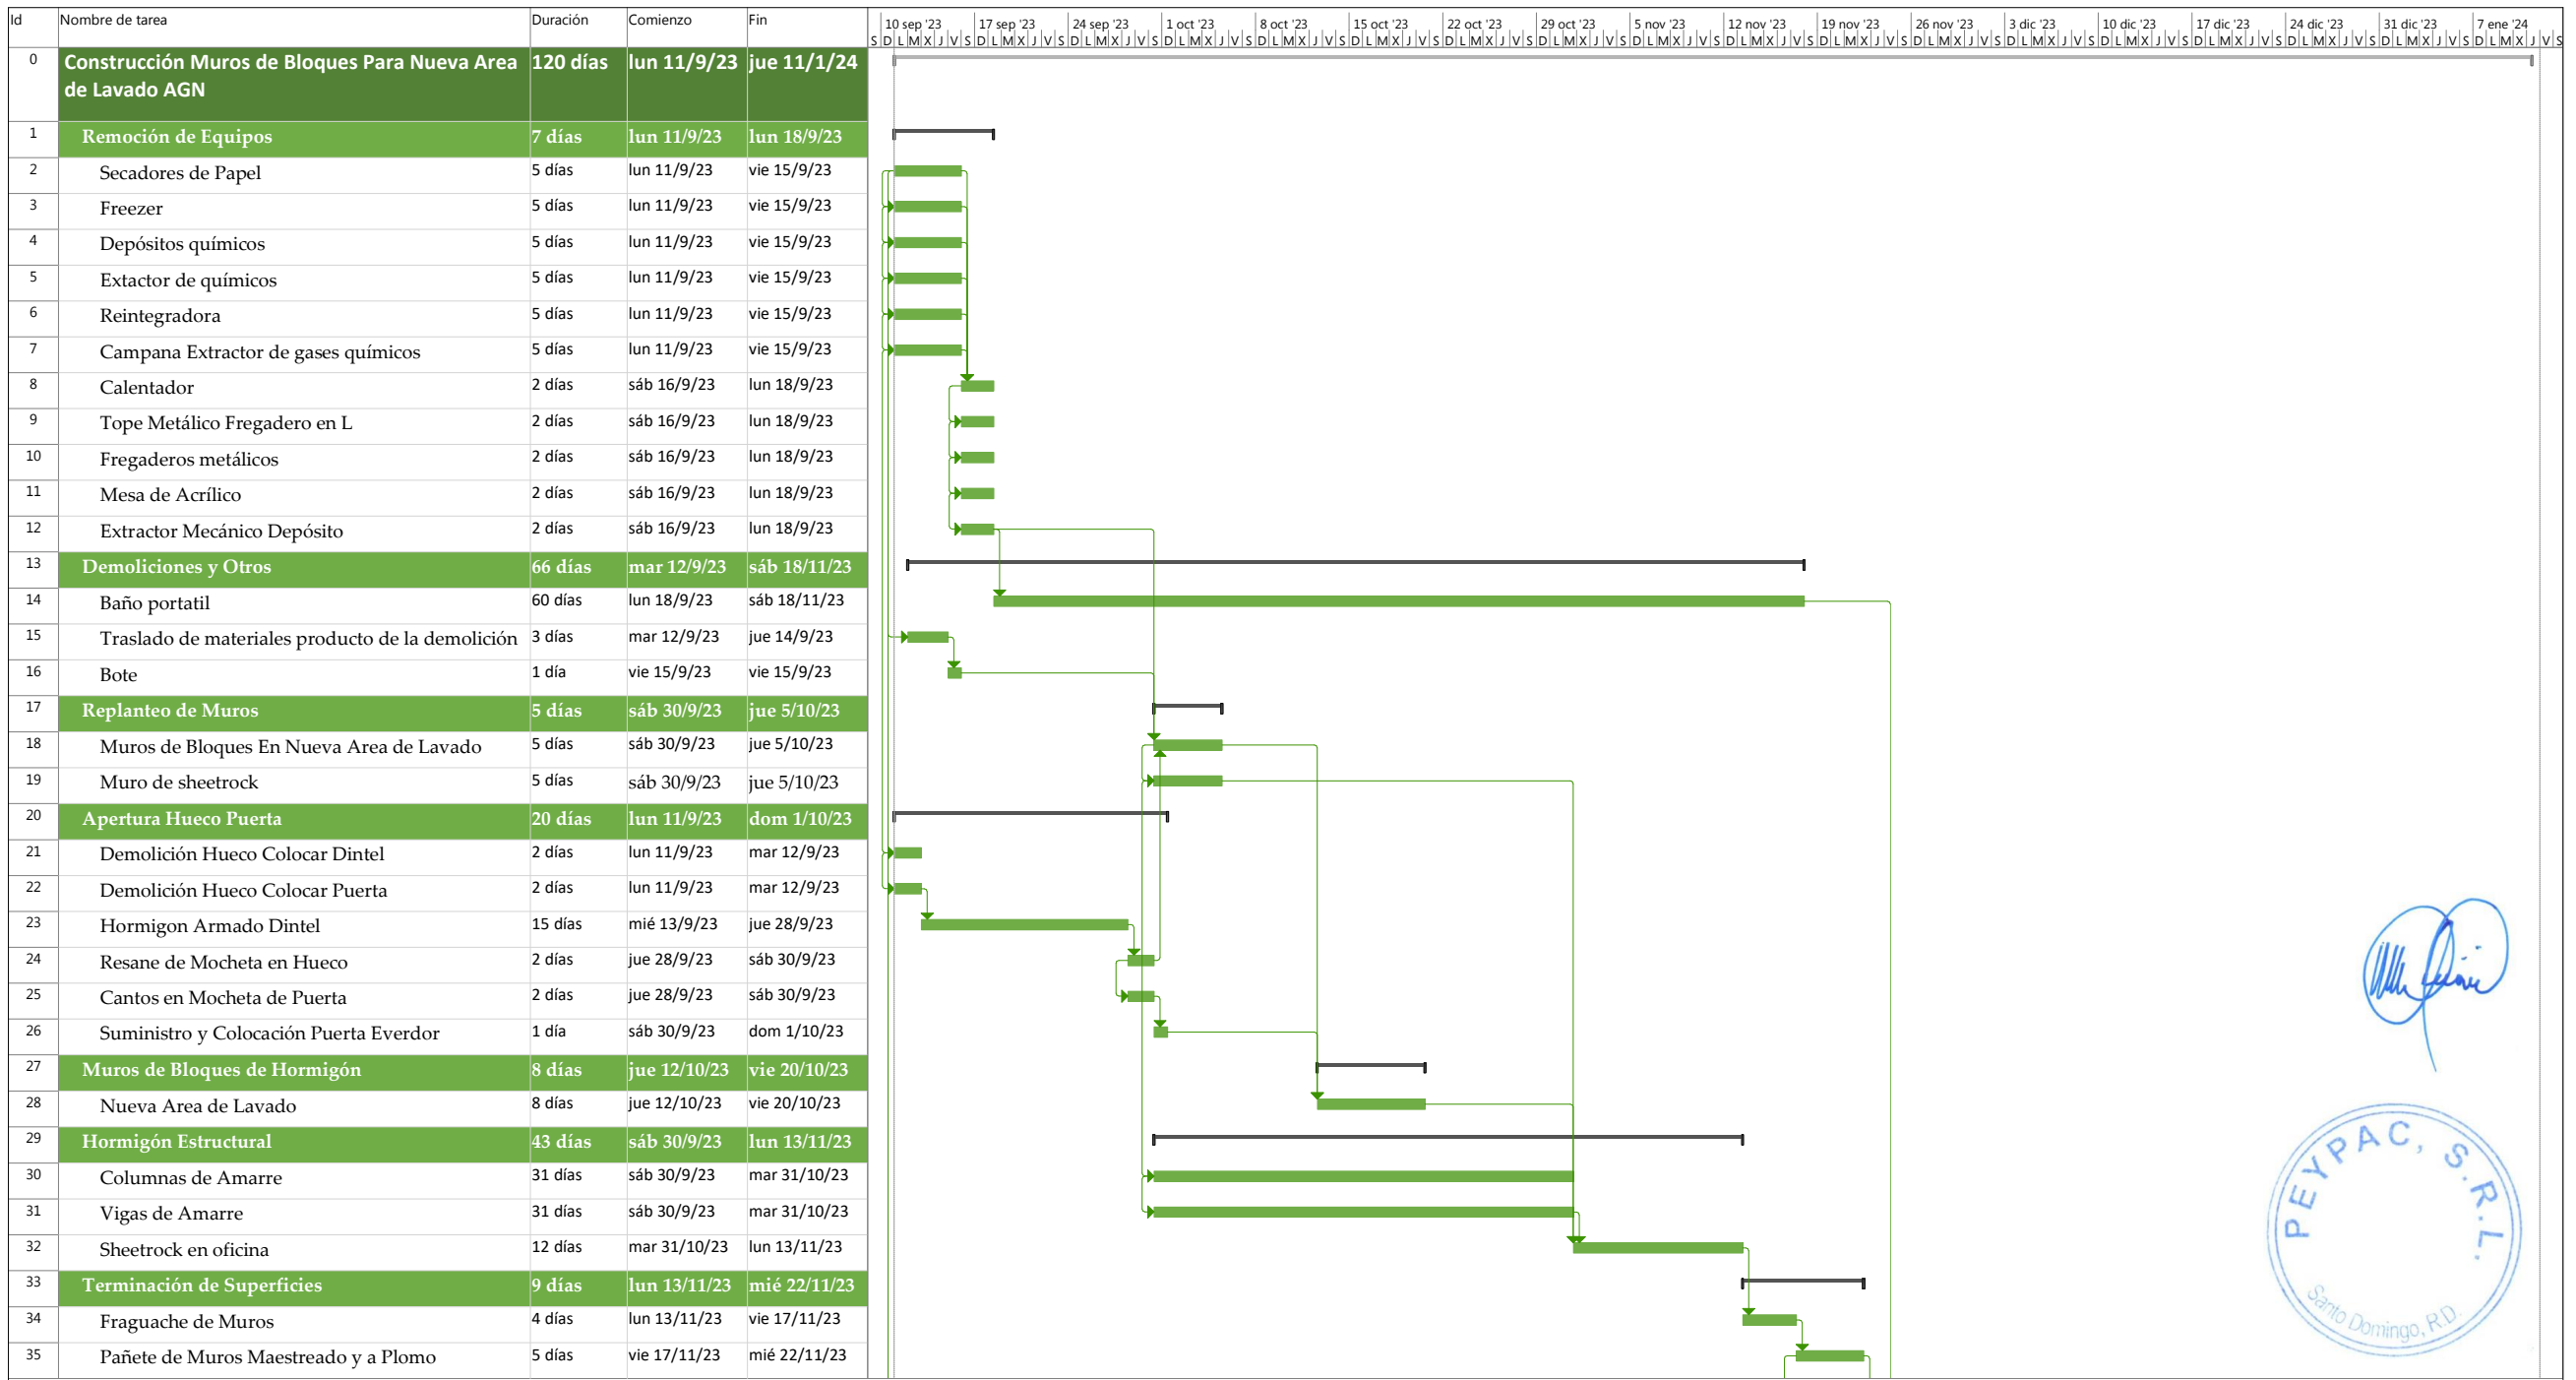 Id Nombre de tarea Duración Comienzo Fin 10 sep '23 17 sep '23 24 sep '23 1 oct '23 8 oct '23 15 oct '23 22 oct '23 29 oct '23 5 nov '23 12 nov '23 19 nov '23 26 nov '23 3 dic '23 10 dic '23 17 dic '23 24 dic '23 31 dic '23 7 ene '24
S D L M X J V S D L M X J V S D L M X J V S D L M X J V S D L M X J V S D L M X J V S D L M X J V S D L M X J V S D L M X J V S D L M X J V S D L M X J V S D L M X J V S D L M X J V S D L M X J V S D L M X J V S D L M X J V S D L M X J V S D L M X J V S
0 Construcción Muros de Bloques Para Nueva Area 120 días lun 11/9/23 jue 11/1/24
de Lavado AGN
1 Remoción de Equipos 7 días lun 11/9/23 lun 18/9/23
2 Secadores de Papel 5 días lun 11/9/23 vie 15/9/23
3 Freezer 5 días lun 11/9/23 vie 15/9/23
4 Depósitos químicos 5 días lun 11/9/23 vie 15/9/23
5 Extactor de químicos 5 días lun 11/9/23 vie 15/9/23
6 Reintegradora 5 días lun 11/9/23 vie 15/9/23
7 Campana Extractor de gases químicos 5 días lun 11/9/23 vie 15/9/23
8 Calentador 2 días sáb 16/9/23 lun 18/9/23
9 Tope Metálico Fregadero en L 2 días sáb 16/9/23 lun 18/9/23
10 Fregaderos metálicos 2 días sáb 16/9/23 lun 18/9/23
11 Mesa de Acrílico 2 días sáb 16/9/23 lun 18/9/23
12 Extractor Mecánico Depósito 2 días sáb 16/9/23 lun 18/9/23
13 Demoliciones y Otros 66 días mar 12/9/23 sáb 18/11/23
14 Baño portatil 60 días lun 18/9/23 sáb 18/11/23
15 Traslado de materiales producto de la demolición 3 días mar 12/9/23 jue 14/9/23
16 Bote 1 día vie 15/9/23 vie 15/9/23
17 Replanteo de Muros 5 días sáb 30/9/23 jue 5/10/23
18 Muros de Bloques En Nueva Area de Lavado 5 días sáb 30/9/23 jue 5/10/23
19 Muro de sheetrock 5 días sáb 30/9/23 jue 5/10/23
20 Apertura Hueco Puerta 20 días lun 11/9/23 dom 1/10/23
21 Demolición Hueco Colocar Dintel 2 días lun 11/9/23 mar 12/9/23
22 Demolición Hueco Colocar Puerta 2 días lun 11/9/23 mar 12/9/23
23 Hormigon Armado Dintel 15 días mié 13/9/23 jue 28/9/23
24 Resane de Mocheta en Hueco 2 días jue 28/9/23 sáb 30/9/23
25 Cantos en Mocheta de Puerta 2 días jue 28/9/23 sáb 30/9/23
26 Suministro y Colocación Puerta Everdor 1 día sáb 30/9/23 dom 1/10/23
27 Muros de Bloques de Hormigón 8 días jue 12/10/23 vie 20/10/23
28 Nueva Area de Lavado 8 días jue 12/10/23 vie 20/10/23
29 Hormigón Estructural 43 días sáb 30/9/23 lun 13/11/23
30 Columnas de Amarre 31 días sáb 30/9/23 mar 31/10/23
31 Vigas de Amarre 31 días sáb 30/9/23 mar 31/10/23
32 Sheetrock en oficina 12 días mar 31/10/23 lun 13/11/23
33 Terminación de Superficies 9 días lun 13/11/23 mié 22/11/23
34 Fraguache de Muros 4 días lun 13/11/23 vie 17/11/23
35 Pañete de Muros Maestreado y a Plomo 5 días vie 17/11/23 mié 22/11/23
PEYPAC, S.R.L.
Santo Domingo, R.D.